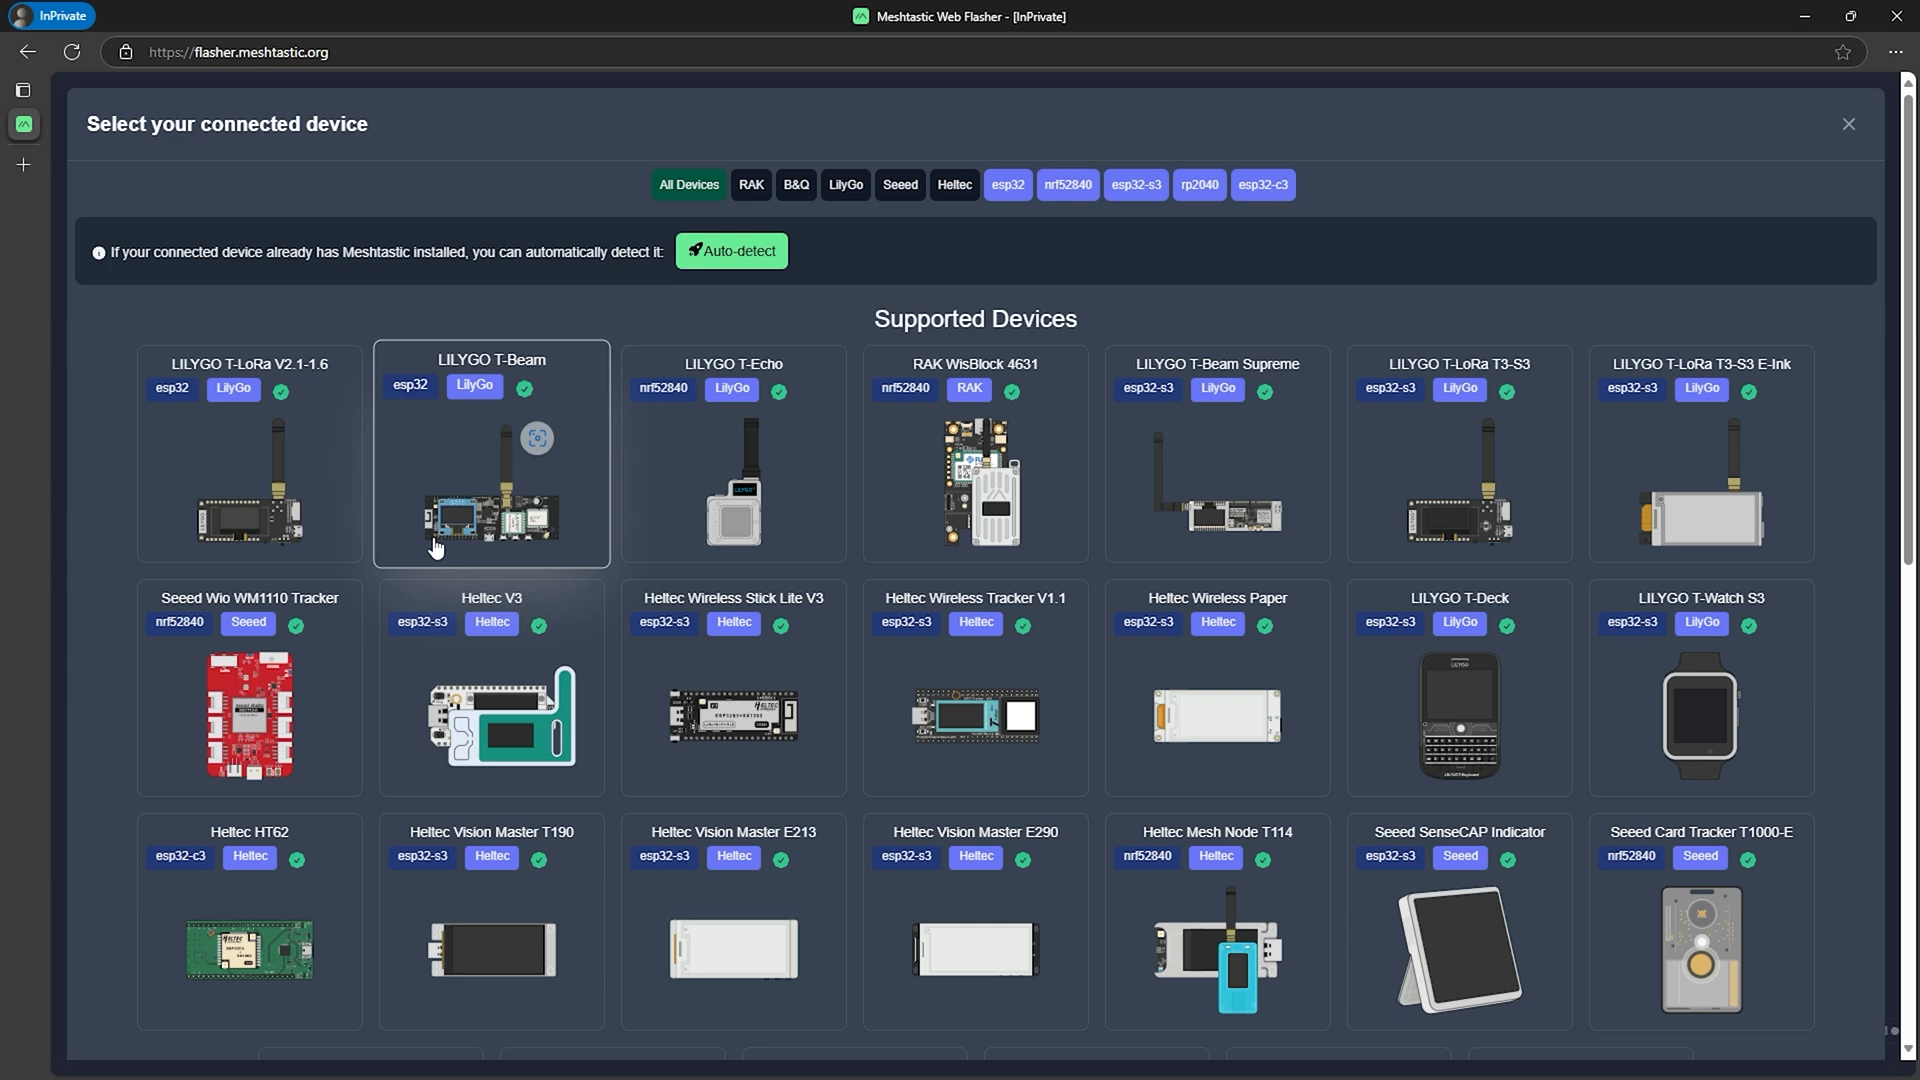 InPrivate
Meshtastic Web Flasher - [InPrivate]
https://flasher.meshtastic.org
Select your connected device
All Devices RAK B&Q LilyGo Seeed Heltec esp32 nrf52840 esp32-s3 rp2040 esp32-c3
If your connected device already has Meshtastic installed, you can automatically detect it: Auto-detect
Supported Devices
LILYGO T-LoRa V2.1-1.6
esp32 LilyGo
LILYGO T-Beam
esp32 LilyGo
LILYGO T-Echo
nrf52840 LilyGo
RAK WisBlock 4631
nrf52840 RAK
LILYGO T-Beam Supreme
esp32-s3 LilyGo
LILYGO T-LoRa T3-S3
esp32-s3 LilyGo
LILYGO T-LoRa T3-S3 E-Ink
esp32-s3 LilyGo
Seeed Wio WM1110 Tracker
nrf52840 Seeed
Heltec V3
esp32-s3 Heltec
Heltec Wireless Stick Lite V3
esp32-s3 Heltec
Heltec Wireless Tracker V1.1
esp32-s3 Heltec
Heltec Wireless Paper
esp32-s3 Heltec
LILYGO T-Deck
esp32-s3 LilyGo
LILYGO T-Watch S3
esp32-s3 LilyGo
Heltec HT62
esp32-c3 Heltec
Heltec Vision Master T190
esp32-s3 Heltec
Heltec Vision Master E213
esp32-s3 Heltec
Heltec Vision Master E290
esp32-s3 Heltec
Heltec Mesh Node T114
nrf52840 Heltec
Seeed SenseCAP Indicator
esp32-s3 Seeed
Seeed Card Tracker T1000-E
nrf52840 Seeed